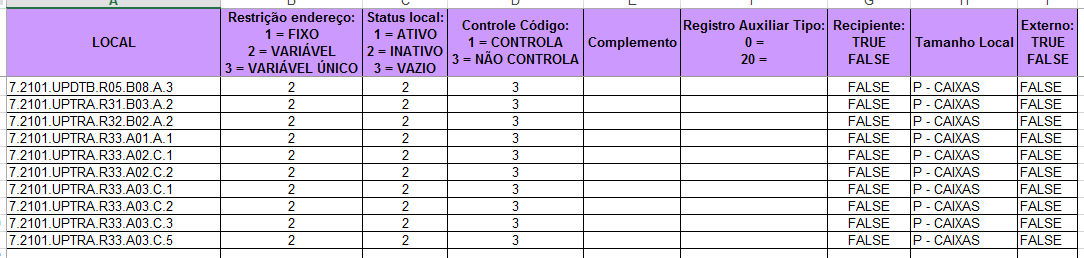 A B C D E F G H I
LOCAL
Restrição endereço:
1 = FIXO
2 = VARIÁVEL
3 = VARIÁVEL ÚNICO
Status local:
1 = ATIVO
2 = INATIVO
3 = VAZIO
Controle Código:
1 = CONTROLA
3 = NÃO CONTROLA
Complemento
Registro Auxiliar Tipo:
0 =
20 =
Recipiente:
TRUE
FALSE
Tamanho Local
Externo:
TRUE
FALSE
7.2101.UPDTB.R05.B08.A.3 2 2 3 FALSE P - CAIXAS FALSE
7.2101.UPTRA.R31.B03.A.2 2 2 3 FALSE P - CAIXAS FALSE
7.2101.UPTRA.R32.B02.A.2 2 2 3 FALSE P - CAIXAS FALSE
7.2101.UPTRA.R33.A01.A.1 2 2 3 FALSE P - CAIXAS FALSE
7.2101.UPTRA.R33.A02.C.1 2 2 3 FALSE P - CAIXAS FALSE
7.2101.UPTRA.R33.A02.C.2 2 2 3 FALSE P - CAIXAS FALSE
7.2101.UPTRA.R33.A03.C.1 2 2 3 FALSE P - CAIXAS FALSE
7.2101.UPTRA.R33.A03.C.2 2 2 3 FALSE P - CAIXAS FALSE
7.2101.UPTRA.R33.A03.C.3 2 2 3 FALSE P - CAIXAS FALSE
7.2101.UPTRA.R33.A03.C.5 2 2 3 FALSE P - CAIXAS FALSE